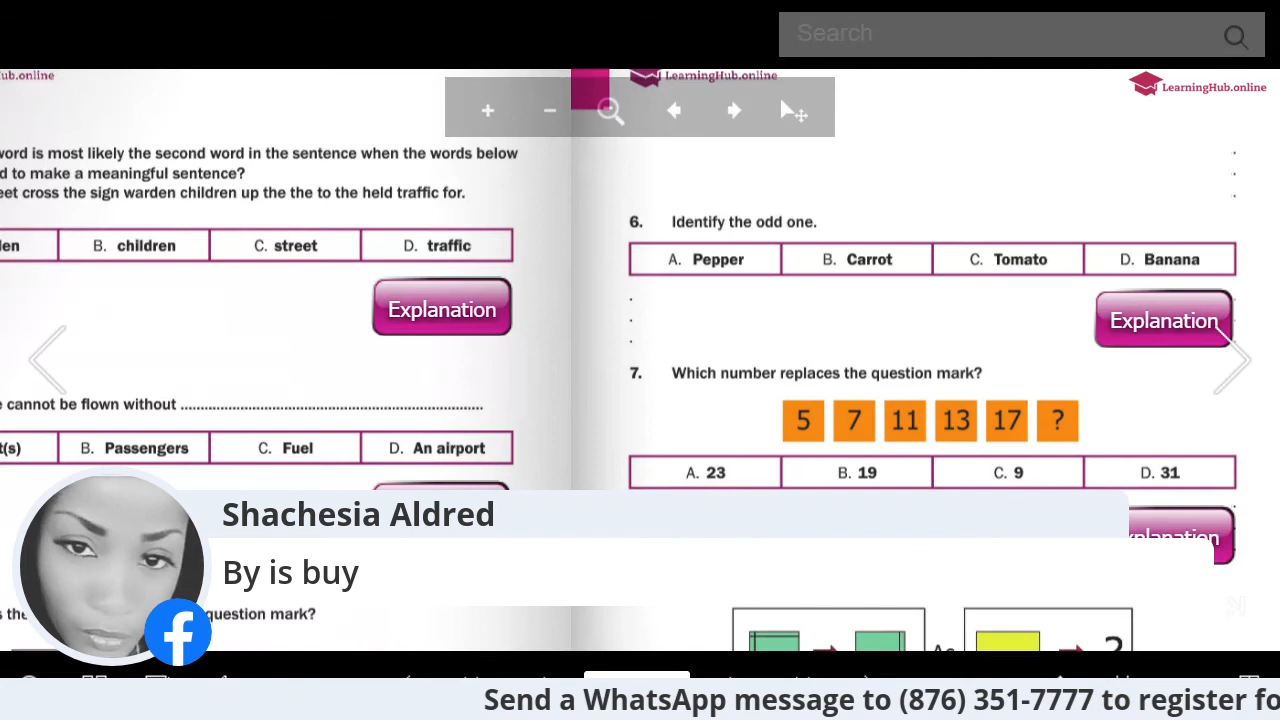 Search
ub.online
LearningHub.online
LearningHub.online
word is most likely the second word in the sentence when the words below
d to make a meaningful sentence?
eet cross the sign warden children up the the to the held traffic for.
len B. children C. street D. traffic
Explanation
cannot be flown without
t(s) B. Passengers C. Fuel D. An airport
question mark?
6. Identify the odd one.
A. Pepper B. Carrot C. Tomato D. Banana
Explanation
7. Which number replaces the question mark?
5 7 11 13 17 ?
A. 23 B. 19 C. 9 D. 31
xplanation
As ?
Shachesia Aldred
By is buy
Send a WhatsApp message to (876) 351-7777 to register fo